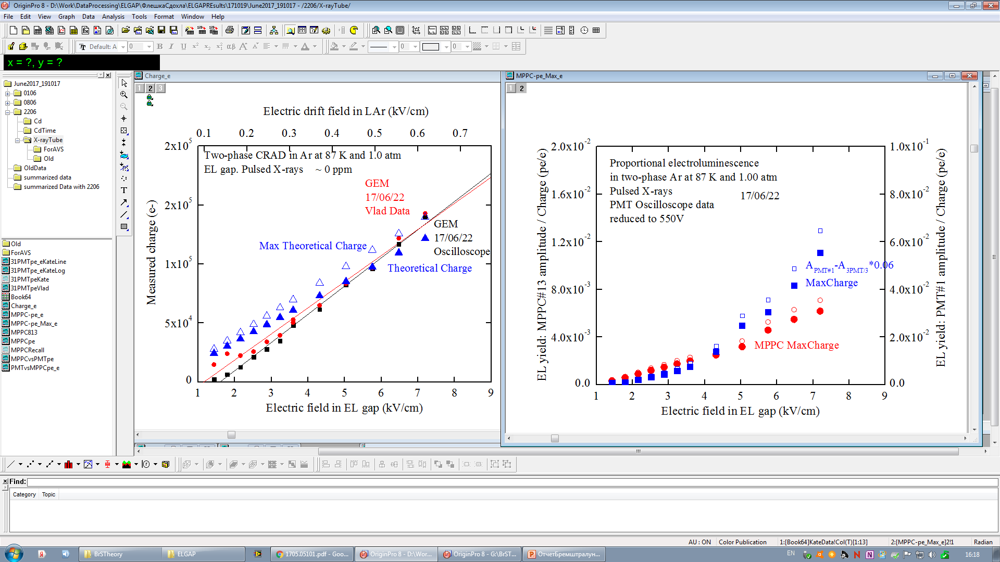 OriginPro 8 - D:\Work\DataProcessing\ELGAP\ФлешкаСдохла\ELGAPREsults\171019\June2017_191017 - /2206/X-rayTube/
File Edit View Graph Data Analysis Tools Format Window Help
Default: A 0 B I U x² x₂ αβ A A A 0 0
x = ?, y = ?
June2017_191017
0106
0806
2206
Cd
CdTime
X-rayTube
ForAVS
Old
OldData
summarized data
summarized Data with 2206
Old
ForAVS
31PMTpe_eKateLine
31PMTpe_eKateLog
31PMTpeKate
31PMTpeVlad
Book64
Charge_e
MPPC-pe_e
MPPC-pe_Max_e
MPPC813
MPPCpe
MPPCRecall
MPPCvsPMTpe
PMTvsMPPCpe_e
T
Charge_e
1 2 3
Electric drift field in LAr (kV/cm)
0.1 0.2 0.3 0.4 0.5 0.6 0.7
2x10^5
2x10^5
1x10^5
5x10^4
0
Measured charge (e-)
Two-phase CRAD in Ar at 87 K and 1.0 atm
EL gap. Pulsed X-rays ~ 0 ppm
GEM
17/06/22
Vlad Data
GEM
17/06/22
Oscilloscope
Max Theoretical Charge
Theoretical Charge
1 2 3 4 5 6 7 8 9
Electric field in EL gap (kV/cm)
MPPC-pe_Max_e
1 2
2.0x10^-2
1.6x10^-2
1.2x10^-2
8.0x10^-3
4.0x10^-3
0.0
EL yield: MPPC#13 amplitude / Charge (pe/e)
Proportional electroluminescence
in two-phase Ar at 87 K and 1.00 atm
Pulsed X-rays
17/06/22
PMT Oscilloscope data
reduced to 550V
A_PMT#1-A_3PMT/3*0.06
MaxCharge
MPPC MaxCharge
1.0x10^-1
8.0x10^-2
6.0x10^-2
4.0x10^-2
2.0x10^-2
0.0
EL yield: PMT#1 amplitude / Charge (pe/e)
1 2 3 4 5 6 7 8 9
Electric field in EL gap (kV/cm)
Find:
Category Topic
AU : ON Color Publication 1:[Book64]KateData!Col(T)[1:13] 2:[MPPC-pe_Max_e]2!1 Radian
BrSTheory ELGAP 1705.05101.pdf - Goo... OriginPro 8 - D:\Wor... OriginPro 8 - G:\BrST... ОтчетБремштралун... EN 16:18